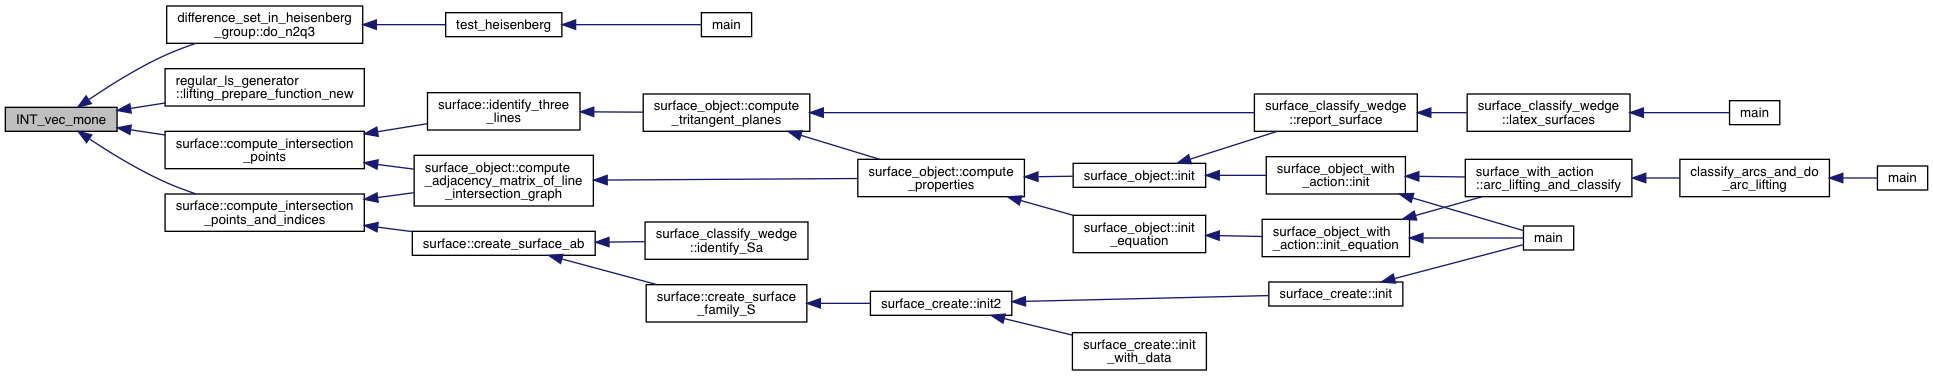 INT_vec_mone
difference_set_in_heisenberg
_group::do_n2q3
test_heisenberg
main
regular_ls_generator
::lifting_prepare_function_new
surface::compute_intersection
_points
surface::identify_three
_lines
surface_object::compute
_tritangent_planes
surface_classify_wedge
::report_surface
surface_classify_wedge
::latex_surfaces
main
surface_object::compute
_adjacency_matrix_of_line
_intersection_graph
surface_object::compute
_properties
surface_object::init
surface_object_with
_action::init
surface_with_action
::arc_lifting_and_classify
classify_arcs_and_do
_arc_lifting
main
surface::compute_intersection
_points_and_indices
surface::create_surface_ab
surface_classify_wedge
::identify_Sa
surface_object::init
_equation
surface_object_with
_action::init_equation
main
surface::create_surface
_family_S
surface_create::init2
surface_create::init
surface_create::init
_with_data